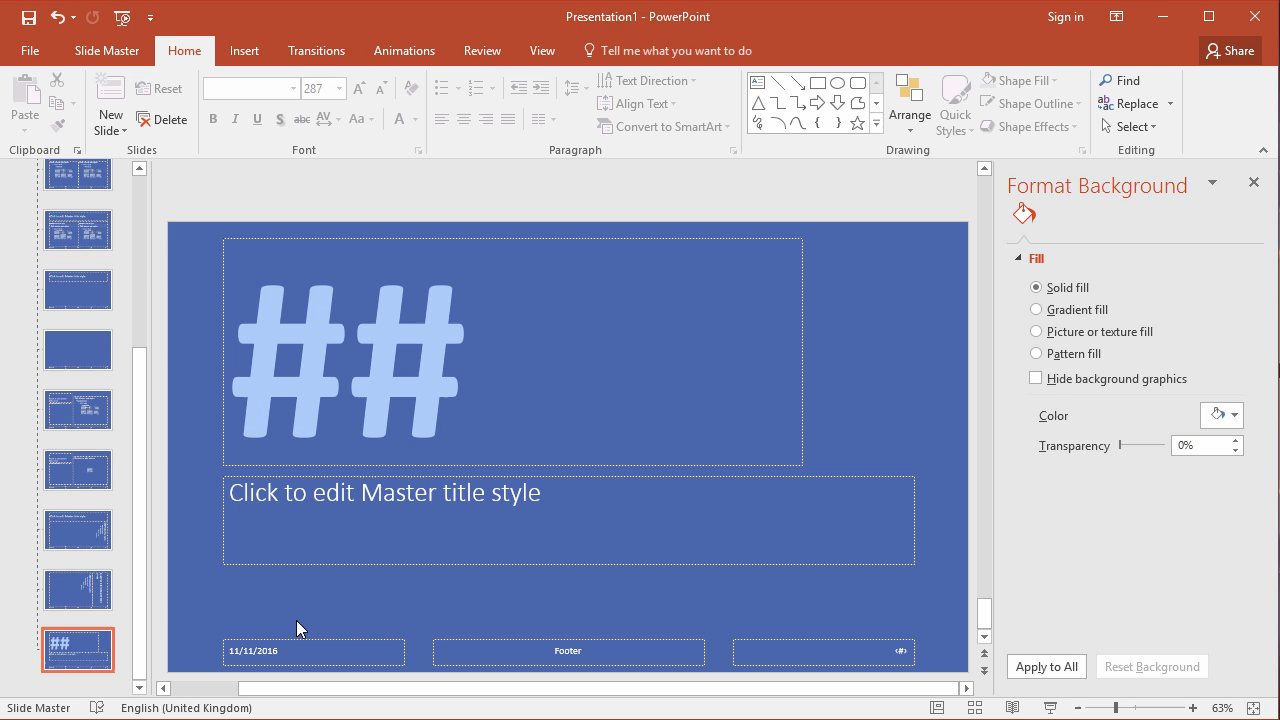 Presentation1 - PowerPoint
Sign in
File
Slide Master
Home
Insert
Transitions
Animations
Review
View
Tell me what you want to do
Share
Paste
Clipboard
New
Slide
Reset
Delete
Slides
287
B I U S abc AV Aa A
Font
Text Direction
Align Text
Convert to SmartArt
Paragraph
Arrange
Quick
Styles
Shape Fill
Shape Outline
Shape Effects
Drawing
Find
Replace
Select
Editing
##
Click to edit Master title style
11/11/2016
Footer
‹#›
Format Background
Fill
Solid fill
Gradient fill
Picture or texture fill
Pattern fill
Hide background graphics
Color
Transparency
0%
Apply to All
Reset Background
Slide Master
English (United Kingdom)
63%